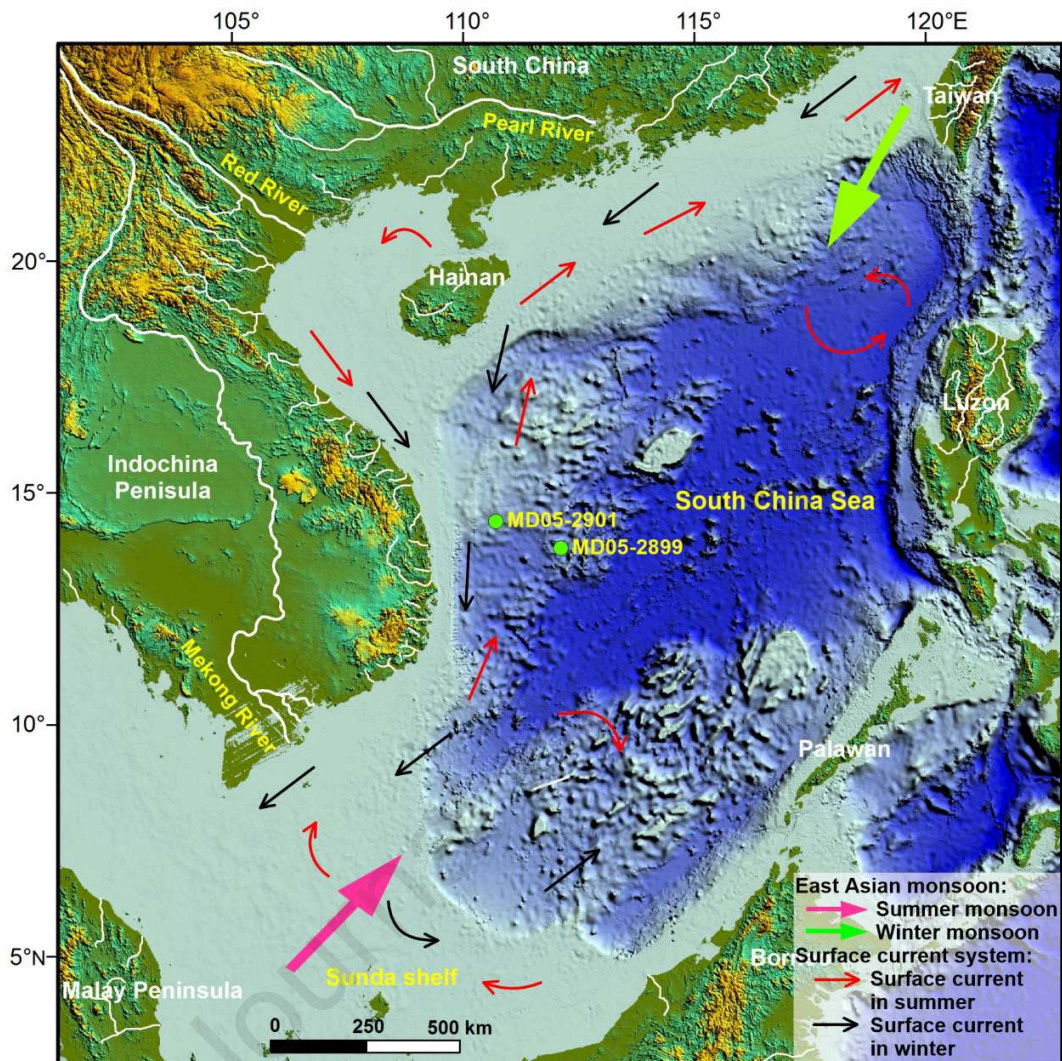 105°
110°
115°
120°E
South China
Taiwan
Pearl River
Red River
20°
Hainan
Luzon
Indochina
Penisula
15°
South China Sea
MD05-2901
MD05-2899
Mekong River
10°
Palawan
East Asian monsoon:
Summer monsoon
Winter monsoon
Surface current system:
Surface current
in summer
Surface current
in winter
5°N
Sunda shelf
Bor
Malay Peninsula
0 250 500 km